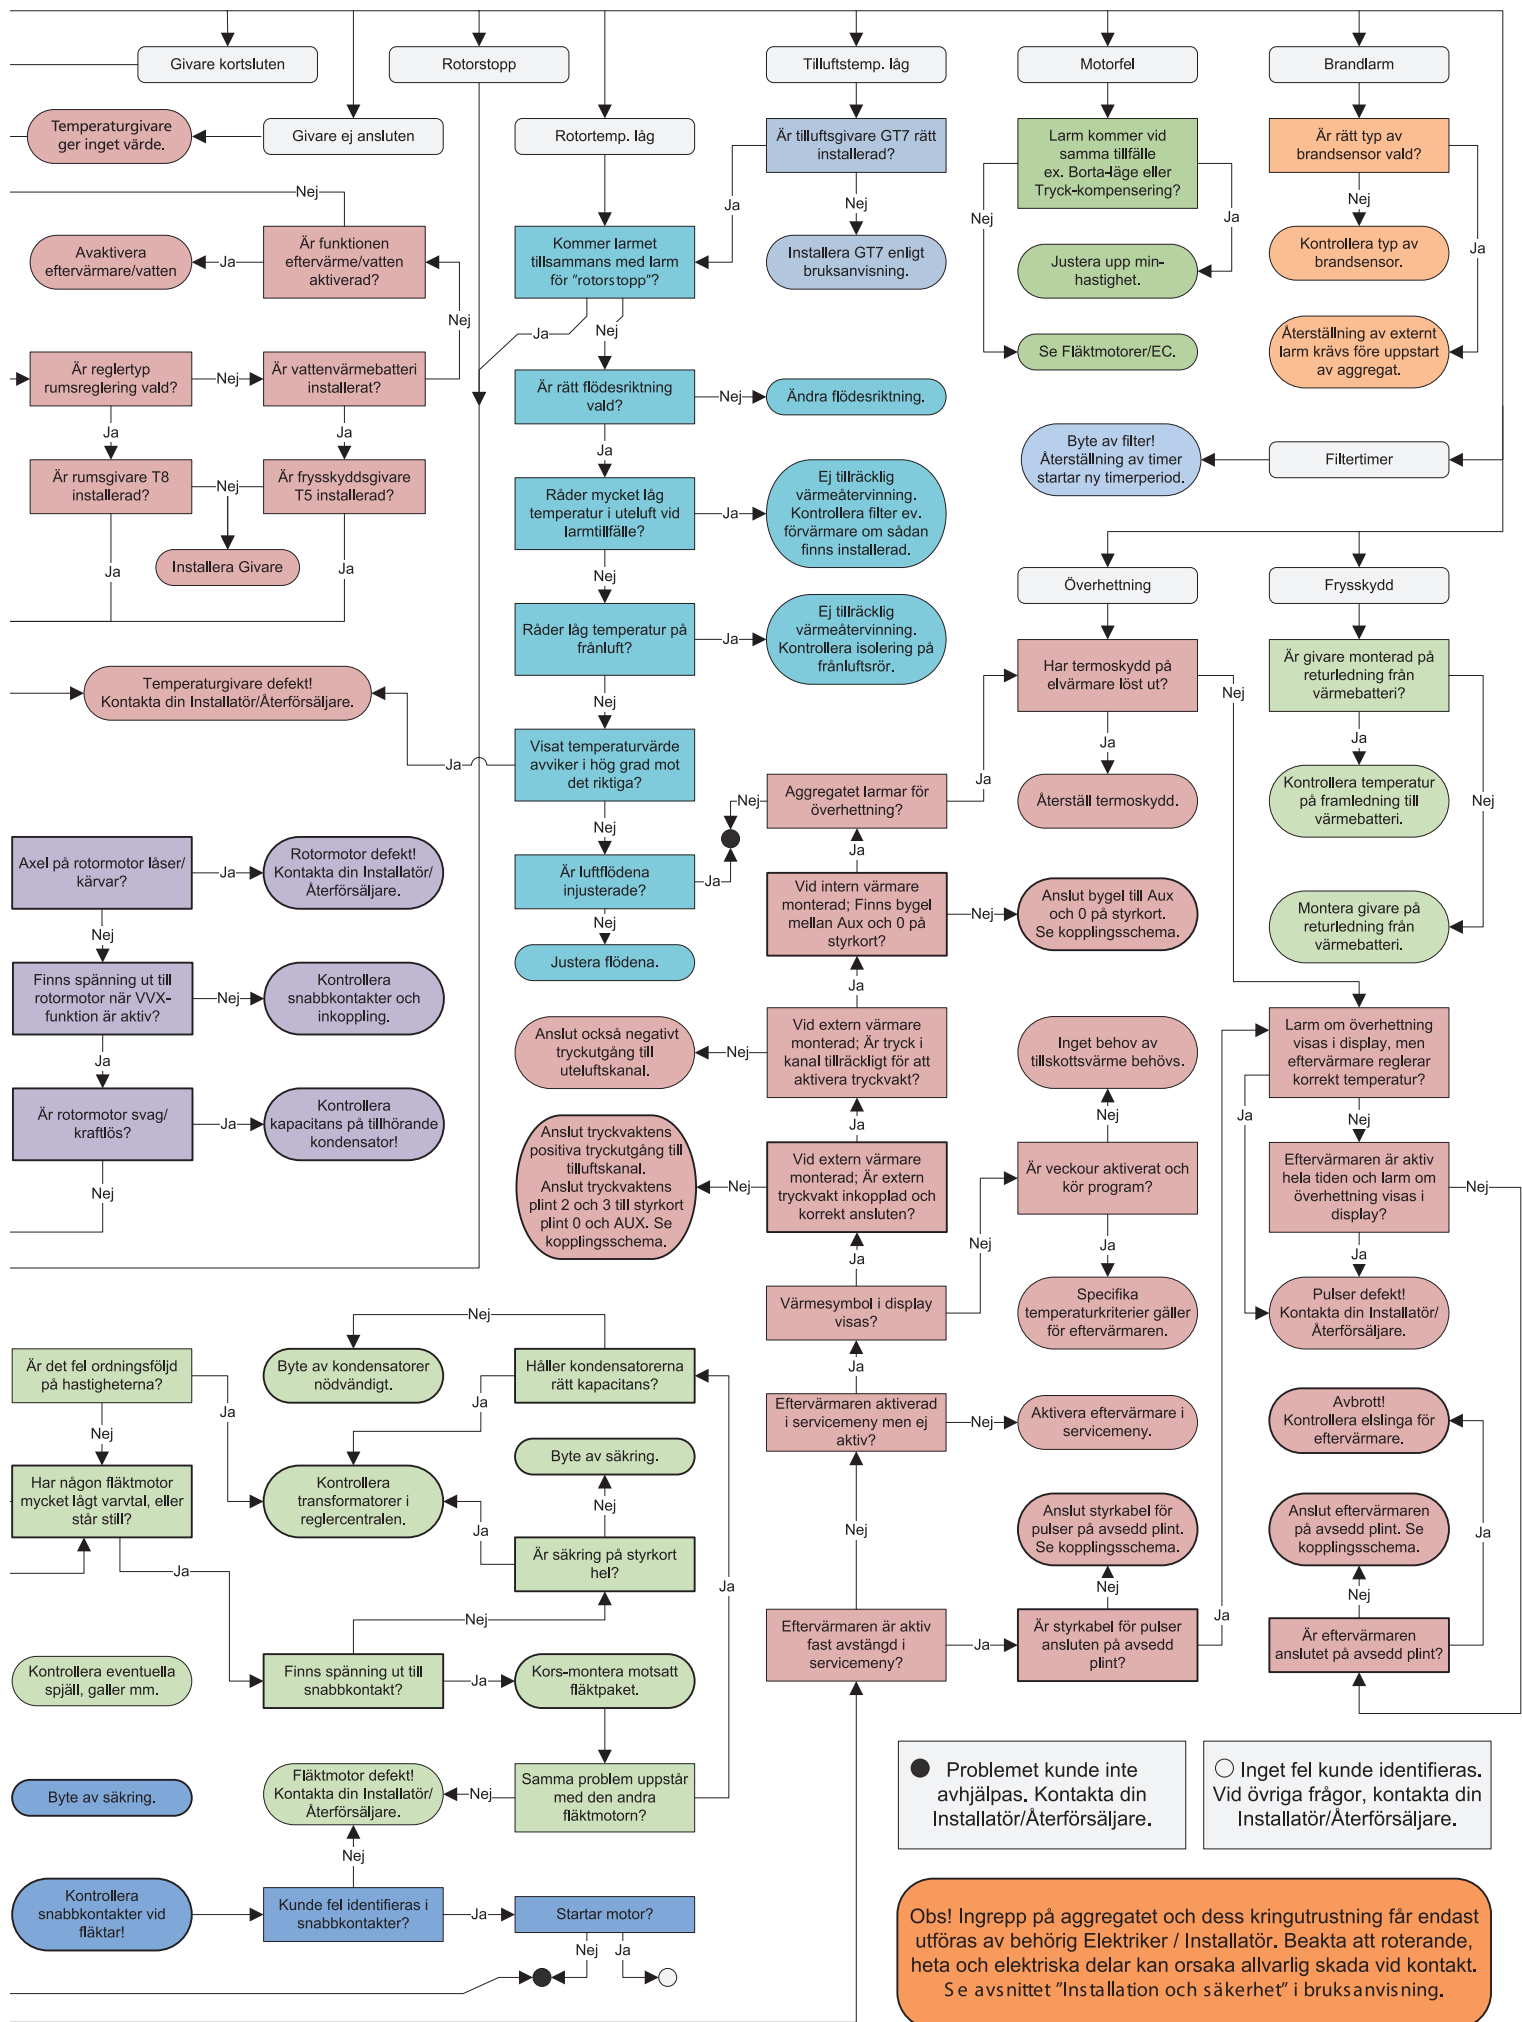 Givare kortsluten
Rotorstopp
Tilluftstemp. låg
Motorfel
Brandlarm
Temperaturgivare
ger inget värde.
Givare ej ansluten
Rotortemp. låg
Är tilluftsgivare GT7 rätt
installerad?
Larm kommer vid
samma tillfälle
ex. Borta-läge eller
Tryck-kompensering?
Är rätt typ av
brandsensor vald?
Nej
Ja
Nej
Nej
Ja
Nej
Ja
Avaktivera
eftervärmare/vatten
Ja
Är funktionen
eftervärme/vatten
aktiverad?
Kommer larmet
tillsammans med larm
för ”rotorstopp”?
Installera GT7 enligt
bruksanvisning.
Justera upp min-
hastighet.
Kontrollera typ av
brandsensor.
Nej
Ja
Nej
Se Fläktmotorer/EC.
Återställning av externt
larm krävs före uppstart
av aggregat.
Är reglertyp
rumsreglering vald?
Nej
Är vattenvärmebatteri
installerat?
Är rätt flödesriktning
vald?
Nej
Ändra flödesriktning.
Ja
Ja
Ja
Byte av filter!
Återställning av timer
startar ny timerperiod.
Filtertimer
Är rumsgivare T8
installerad?
Nej
Är frysskyddsgivare
T5 installerad?
Råder mycket låg
temperatur i uteluft vid
larmtillfälle?
Ja
Ej tillräcklig
värmeåtervinning.
Kontrollera filter ev.
förvärmare om sådan
finns installerad.
Ja
Installera Givare
Ja
Nej
Överhettning
Frysskydd
Råder låg temperatur på
frånluft?
Ja
Ej tillräcklig
värmeåtervinning.
Kontrollera isolering på
frånluftsrör.
Har termoskydd på
elvärmare löst ut?
Nej
Är givare monterad på
returledning från
värmebatteri?
Temperaturgivare defekt!
Kontakta din Installatör/Återförsäljare.
Nej
Ja
Ja
Visat temperaturvärde
avviker i hög grad mot
det riktiga?
Ja
Ja
Nej
Aggregatet larmar för
överhettning?
Återställ termoskydd.
Kontrollera temperatur
på framledning till
värmebatteri.
Nej
Nej
Axel på rotormotor låser/
kärvar?
Ja
Rotormotor defekt!
Kontakta din Installatör/
Återförsäljare.
Är luftflödena
injusterade?
Ja
Ja
Vid intern värmare
monterad; Finns bygel
mellan Aux och 0 på
styrkort?
Nej
Anslut bygel till Aux
och 0 på styrkort.
Se kopplingsschema.
Montera givare på
returledning från
värmebatteri.
Nej
Nej
Justera flödena.
Finns spänning ut till
rotormotor när VVX-
funktion är aktiv?
Nej
Kontrollera
snabbkontakter och
inkoppling.
Ja
Anslut också negativt
tryckutgång till
uteluftskanal.
Nej
Vid extern värmare
monterad; Är tryck i
kanal tillräckligt för att
aktivera tryckvakt?
Inget behov av
tillskottsvärme behövs.
Larm om överhettning
visas i display, men
eftervärmare reglerar
korrekt temperatur?
Ja
Är rotormotor svag/
kraftlös?
Ja
Kontrollera
kapacitans på tillhörande
kondensator!
Ja
Nej
Ja
Nej
Anslut tryckvaktens
positiva tryckutgång till
tilluftskanal.
Anslut tryckvaktens
plint 2 och 3 till styrkort
plint 0 och AUX. Se
kopplingsschema.
Nej
Vid extern värmare
monterad; Är extern
tryckvakt inkopplad och
korrekt ansluten?
Är veckour aktiverat och
kör program?
Eftervärmaren är aktiv
hela tiden och larm om
överhettning visas i
display?
Nej
Nej
Ja
Nej
Ja
Ja
Värmesymbol i display
visas?
Specifika
temperaturkriterier gäller
för eftervärmaren.
Pulser defekt!
Kontakta din Installatör/
Återförsäljare.
Nej
Är det fel ordningsföljd
på hastigheterna?
Byte av kondensatorer
nödvändigt.
Håller kondensatorerna
rätt kapacitans?
Ja
Ja
Ja
Eftervärmaren aktiverad
i servicemeny men ej
aktiv?
Nej
Aktivera eftervärmare i
servicemeny.
Avbrott!
Kontrollera elslinga för
eftervärmare.
Nej
Byte av säkring.
Har någon fläktmotor
mycket lågt varvtal, eller
står still?
Kontrollera
transformatorer i
reglercentralen.
Ja
Nej
Nej
Anslut styrkabel för
pulser på avsedd plint.
Se kopplingsschema.
Anslut eftervärmaren
på avsedd plint. Se
kopplingsschema.
Ja
Ja
Är säkring på styrkort
hel?
Ja
Nej
Nej
Nej
Ja
Eftervärmaren är aktiv
fast avstängd i
servicemeny?
Ja
Är styrkabel för pulser
ansluten på avsedd
plint?
Är eftervärmaren
anslutet på avsedd plint?
Kontrollera eventuella
spjäll, galler mm.
Finns spänning ut till
snabbkontakt?
Ja
Kors-montera motsatt
fläktpaket.
Byte av säkring.
Fläktmotor defekt!
Kontakta din Installatör/
Återförsäljare.
Nej
Samma problem uppstår
med den andra
fläktmotorn?
Problemet kunde inte
avhjälpas. Kontakta din
Installatör/Återförsäljare.
Inget fel kunde identifieras.
Vid övriga frågor, kontakta din
Installatör/Återförsäljare.
Nej
Kontrollera
snabbkontakter vid
fläktar!
Kunde fel identifieras i
snabbkontakter?
Ja
Startar motor?
Nej
Ja
Obs! Ingrepp på aggregatet och dess kringutrustning får endast
utföras av behörig Elektriker / Installatör. Beakta att roterande,
heta och elektriska delar kan orsaka allvarlig skada vid kontakt.
Se avsnittet ”Installation och säkerhet” i bruksanvisning.